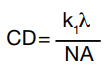 CD = k₁λ / NA